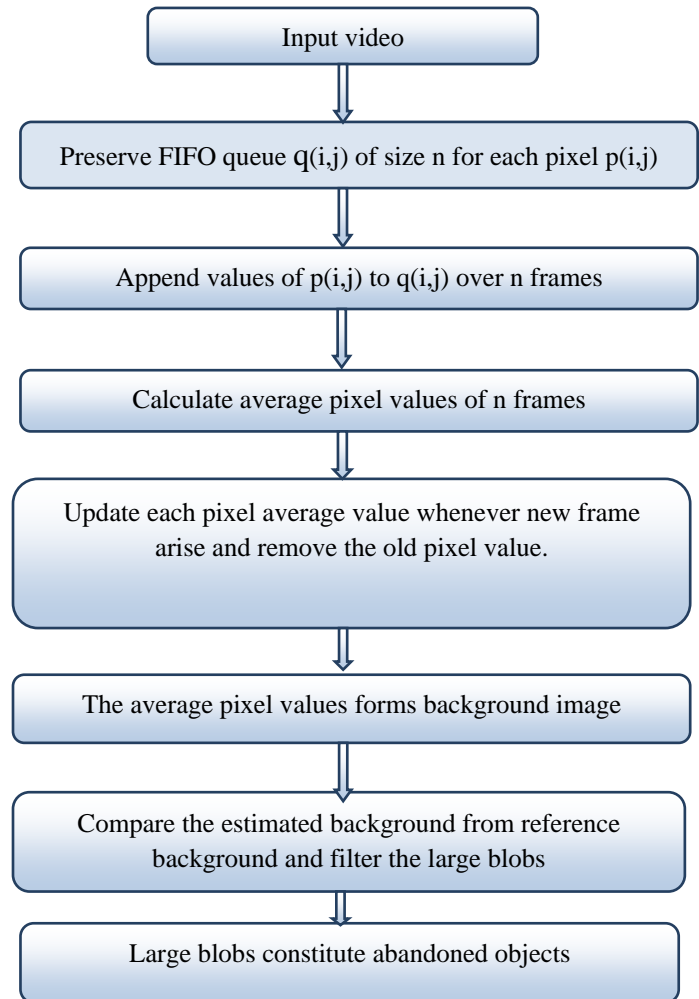 Input video
Preserve FIFO queue q(i,j) of size n for each pixel p(i,j)
Append values of p(i,j) to q(i,j) over n frames
Calculate average pixel values of n frames
Update each pixel average value whenever new frame
arise and remove the old pixel value.
The average pixel values forms background image
Compare the estimated background from reference
background and filter the large blobs
Large blobs constitute abandoned objects